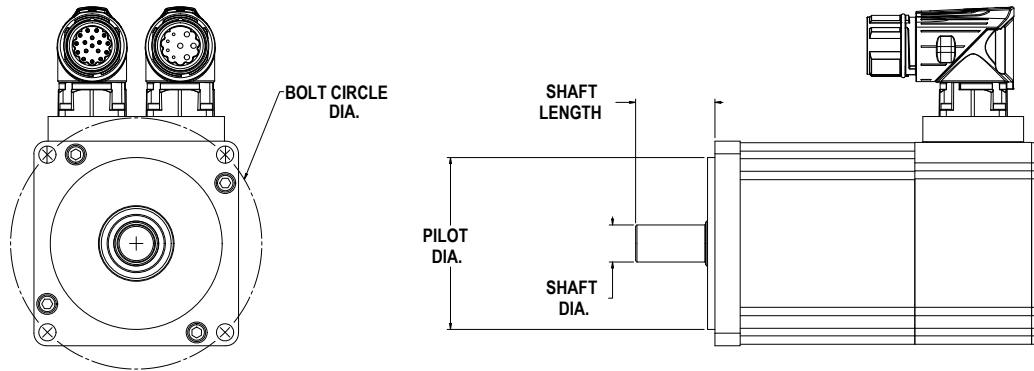 BOLT CIRCLE
DIA.
SHAFT
LENGTH
PILOT
DIA.
SHAFT
DIA.